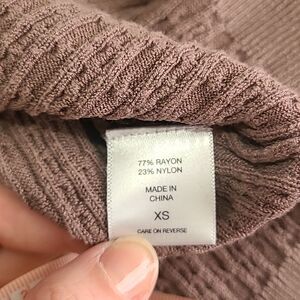 77% RAYON
23% NYLON
MADE IN
CHINA
XS
CARE ON REVERSE